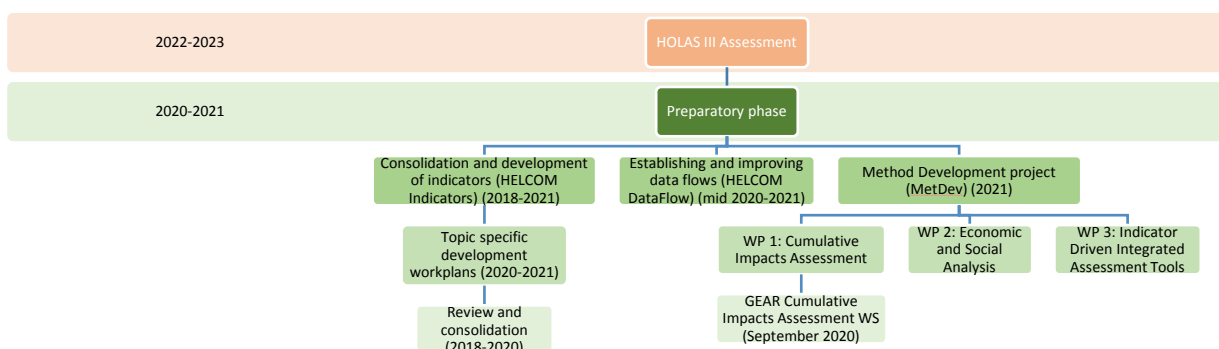 2022-2023
HOLAS III Assessment
2020-2021
Preparatory phase
Consolidation and development
of indicators (HELCOM
Indicators) (2018-2021)
Establishing and improving
data flows (HELCOM
DataFlow) (mid 2020-2021)
Method Development project
(MetDev) (2021)
Topic specific
development
workplans (2020-2021)
WP 1: Cumulative
Impacts Assessment
WP 2: Economic
and Social
Analysis
WP 3: Indicator
Driven Integrated
Assessment Tools
Review and
consolidation
(2018-2020)
GEAR Cumulative
Impacts Assessment WS
(September 2020)